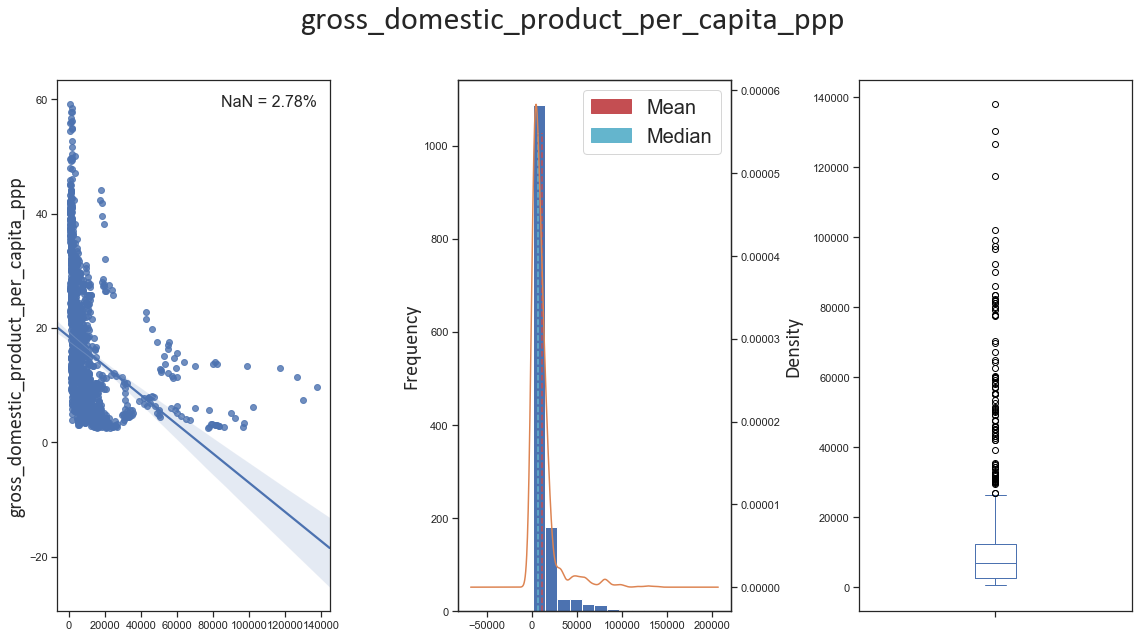 gross_domestic_product_per_capita_ppp
gross_domestic_product_per_capita_ppp
60
40
20
0
−20
NaN = 2.78%
0 20000 40000 60000 80000 100000 120000 140000
Frequency
1000
800
600
400
200
0
Mean
Median
−50000 0 50000 100000 150000 200000
0.00006
0.00005
0.00004
0.00003
0.00002
0.00001
0.00000
Density
140000
120000
100000
80000
60000
40000
20000
0